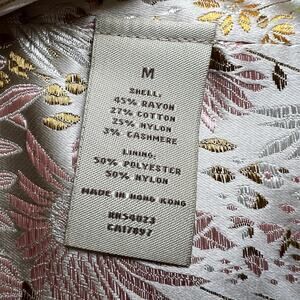 M
SHELL:
45% RAYON
27% COTTON
25% NYLON
3% CASHMERE
LINING:
50% POLYESTER
50% NYLON
MADE IN HONG KONG
RN54023
CA17897